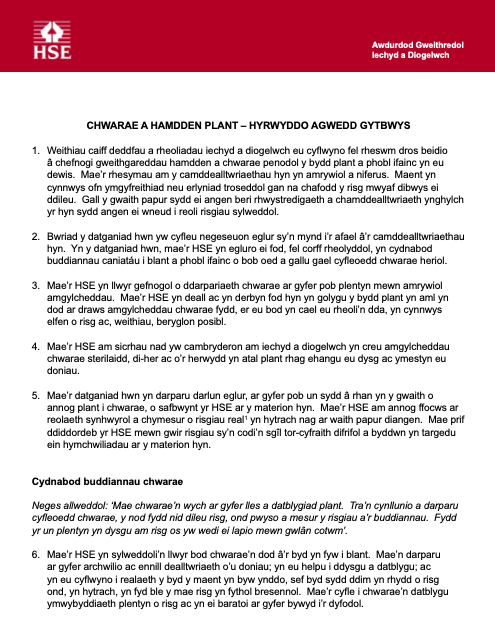 HSE
Awdurdod Gweithredol
Iechyd a Diogelwch
CHWARAE A HAMDDEN PLANT – HYRWYDDO AGWEDD GYTBWYS
1. Weithiau caiff deddfau a rheoliadau iechyd a diogelwch eu cyflwyno fel rheswm dros beidio
â chefnogi gweithgareddau hamdden a chwarae penodol y bydd plant a phobl ifainc yn eu
dewis. Mae'r rhesymau am y camddealltwriaethau hyn yn amrywiol a niferus. Maent yn
cynnwys ofn ymgyfreithiad neu erlyniad troseddol gan na chafodd y risg mwyaf dibwys ei
ddileu. Gall y gwaith papur sydd ei angen beri rhwystredigaeth a chamddealltwriaeth ynghylch
yr hyn sydd angen ei wneud i reoli risgiau sylweddol.
2. Bwriad y datganiad hwn yw cyfleu negeseuon eglur sy'n mynd i'r afael â'r camddealltwriaethau
hyn. Yn y datganiad hwn, mae'r HSE yn egluro ei fod, fel corff rheolyddol, yn cydnabod
buddiannau caniatáu i blant a phobl ifainc o bob oed a gallu gael cyfleoedd chwarae heriol.
3. Mae'r HSE yn llwyr gefnogol o ddarpariaeth chwarae ar gyfer pob plentyn mewn amrywiol
amgylcheddau. Mae'r HSE yn deall ac yn derbyn fod hyn yn golygu y bydd plant yn aml yn
dod ar draws amgylcheddau chwarae fydd, er eu bod yn cael eu rheoli'n dda, yn cynnwys
elfen o risg ac, weithiau, beryglon posibl.
4. Mae'r HSE am sicrhau nad yw cambryderon am iechyd a diogelwch yn creu amgylcheddau
chwarae sterilaidd, di-her ac o'r herwydd yn atal plant rhag ehangu eu dysg ac ymestyn eu
doniau.
5. Mae'r datganiad hwn yn darparu darlun eglur, ar gyfer pob un sydd â rhan yn y gwaith o
annog plant i chwarae, o safbwynt yr HSE ar y materion hyn. Mae'r HSE am annog ffocws ar
reolaeth synhwyrol a chymesur o risgiau real¹ yn hytrach nag ar waith papur diangen. Mae prif
ddiddordeb yr HSE mewn gwir risgiau sy'n codi'n sgîl tor-cyfraith difrifol a byddwn yn targedu
ein hymchwiliadau ar y materion hyn.
Cydnabod buddiannau chwarae
Neges allweddol: 'Mae chwarae'n wych ar gyfer lles a datblygiad plant. Tra'n cynllunio a darparu
cyfleoedd chwarae, y nod fydd nid dileu risg, ond pwyso a mesur y risgiau a'r buddiannau. Fydd
yr un plentyn yn dysgu am risg os yw wedi ei lapio mewn gwlân cotwm'.
6. Mae'r HSE yn sylweddoli'n llwyr bod chwarae'n dod â'r byd yn fyw i blant. Mae'n darparu
ar gyfer archwilio ac ennill dealltwriaeth o'u doniau; yn eu helpu i ddysgu a datblygu; ac
yn eu cyflwyno i realaeth y byd y maent yn byw ynddo, sef byd sydd ddim yn rhydd o risg
ond, yn hytrach, yn fyd ble y mae risg yn fythol bresennol. Mae'r cyfle i chwarae'n datblygu
ymwybyddiaeth plentyn o risg ac yn ei baratoi ar gyfer bywyd i'r dyfodol.